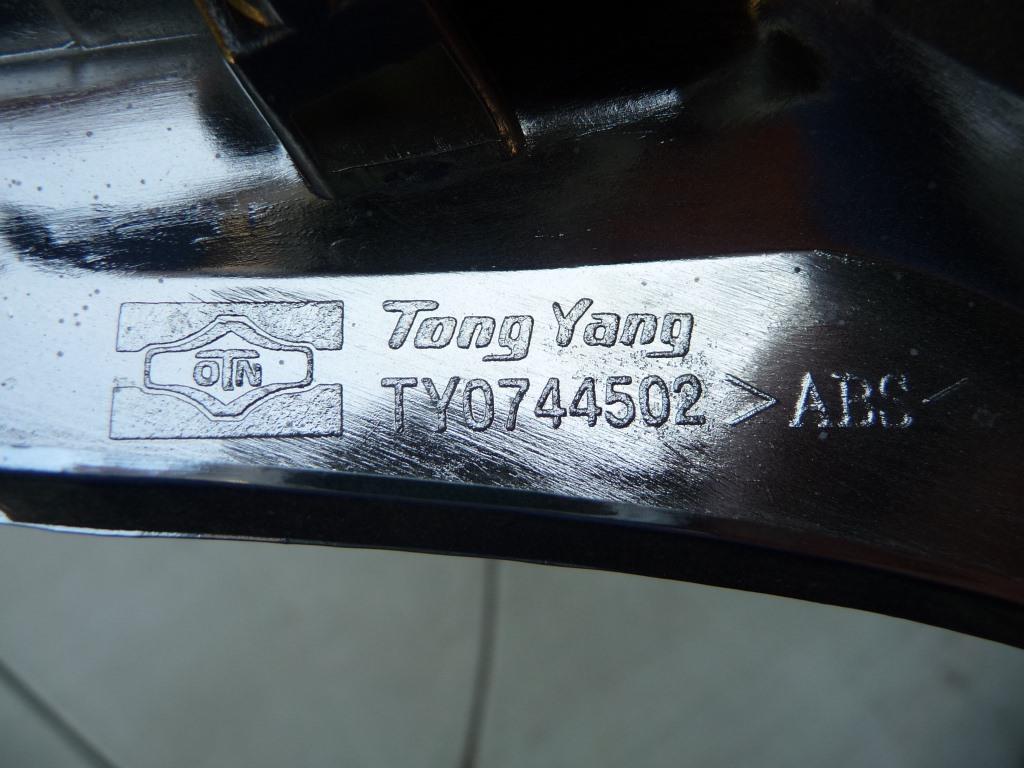 OTN
Tong Yang
TY0744502 >ABS<